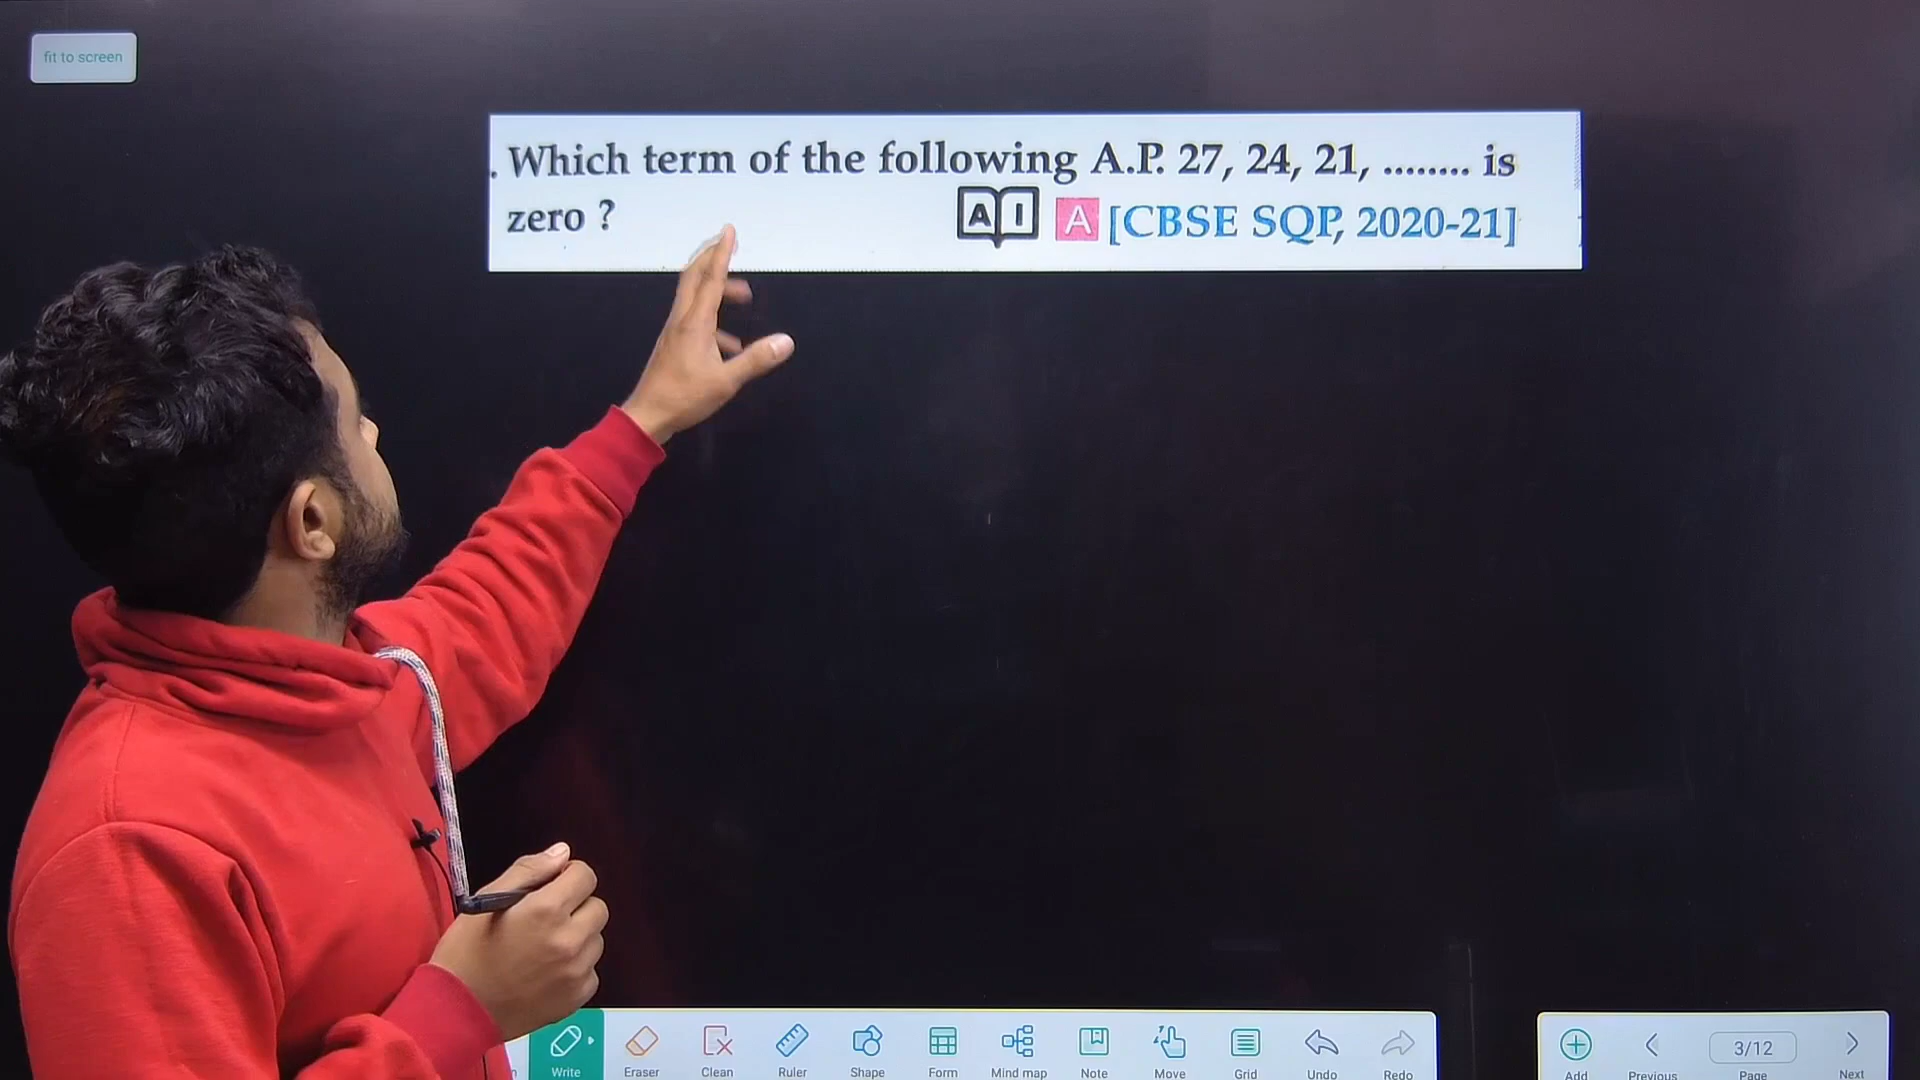 fit to screen
. Which term of the following A.P. 27, 24, 21, ........ is
zero ? AI A [CBSE SQP, 2020-21]
Write Eraser Clean Ruler Shape Form Mind map Note Move Grid Undo Redo Add Previous Page Next
3/12